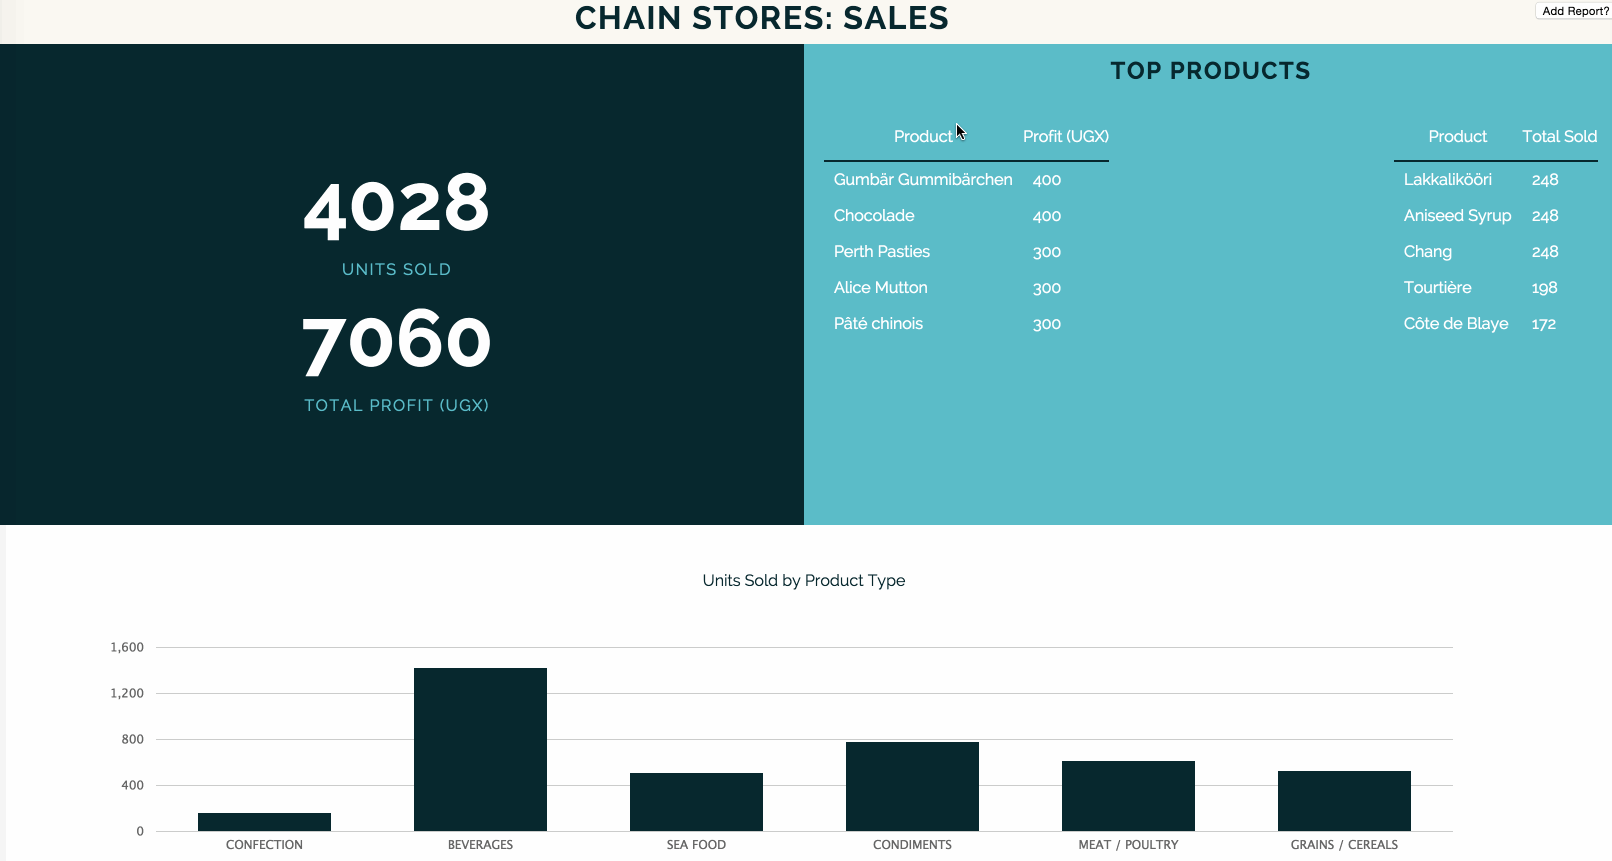 CHAIN STORES: SALES
Add Report?
4028
UNITS SOLD
7060
TOTAL PROFIT (UGX)
TOP PRODUCTS
Product Profit (UGX)
Gumbär Gummibärchen 400
Chocolade 400
Perth Pasties 300
Alice Mutton 300
Pâté chinois 300
Product Total Sold
Lakkalikööri 248
Aniseed Syrup 248
Chang 248
Tourtière 198
Côte de Blaye 172
Units Sold by Product Type
1,600
1,200
800
400
0
CONFECTION BEVERAGES SEA FOOD CONDIMENTS MEAT / POULTRY GRAINS / CEREALS